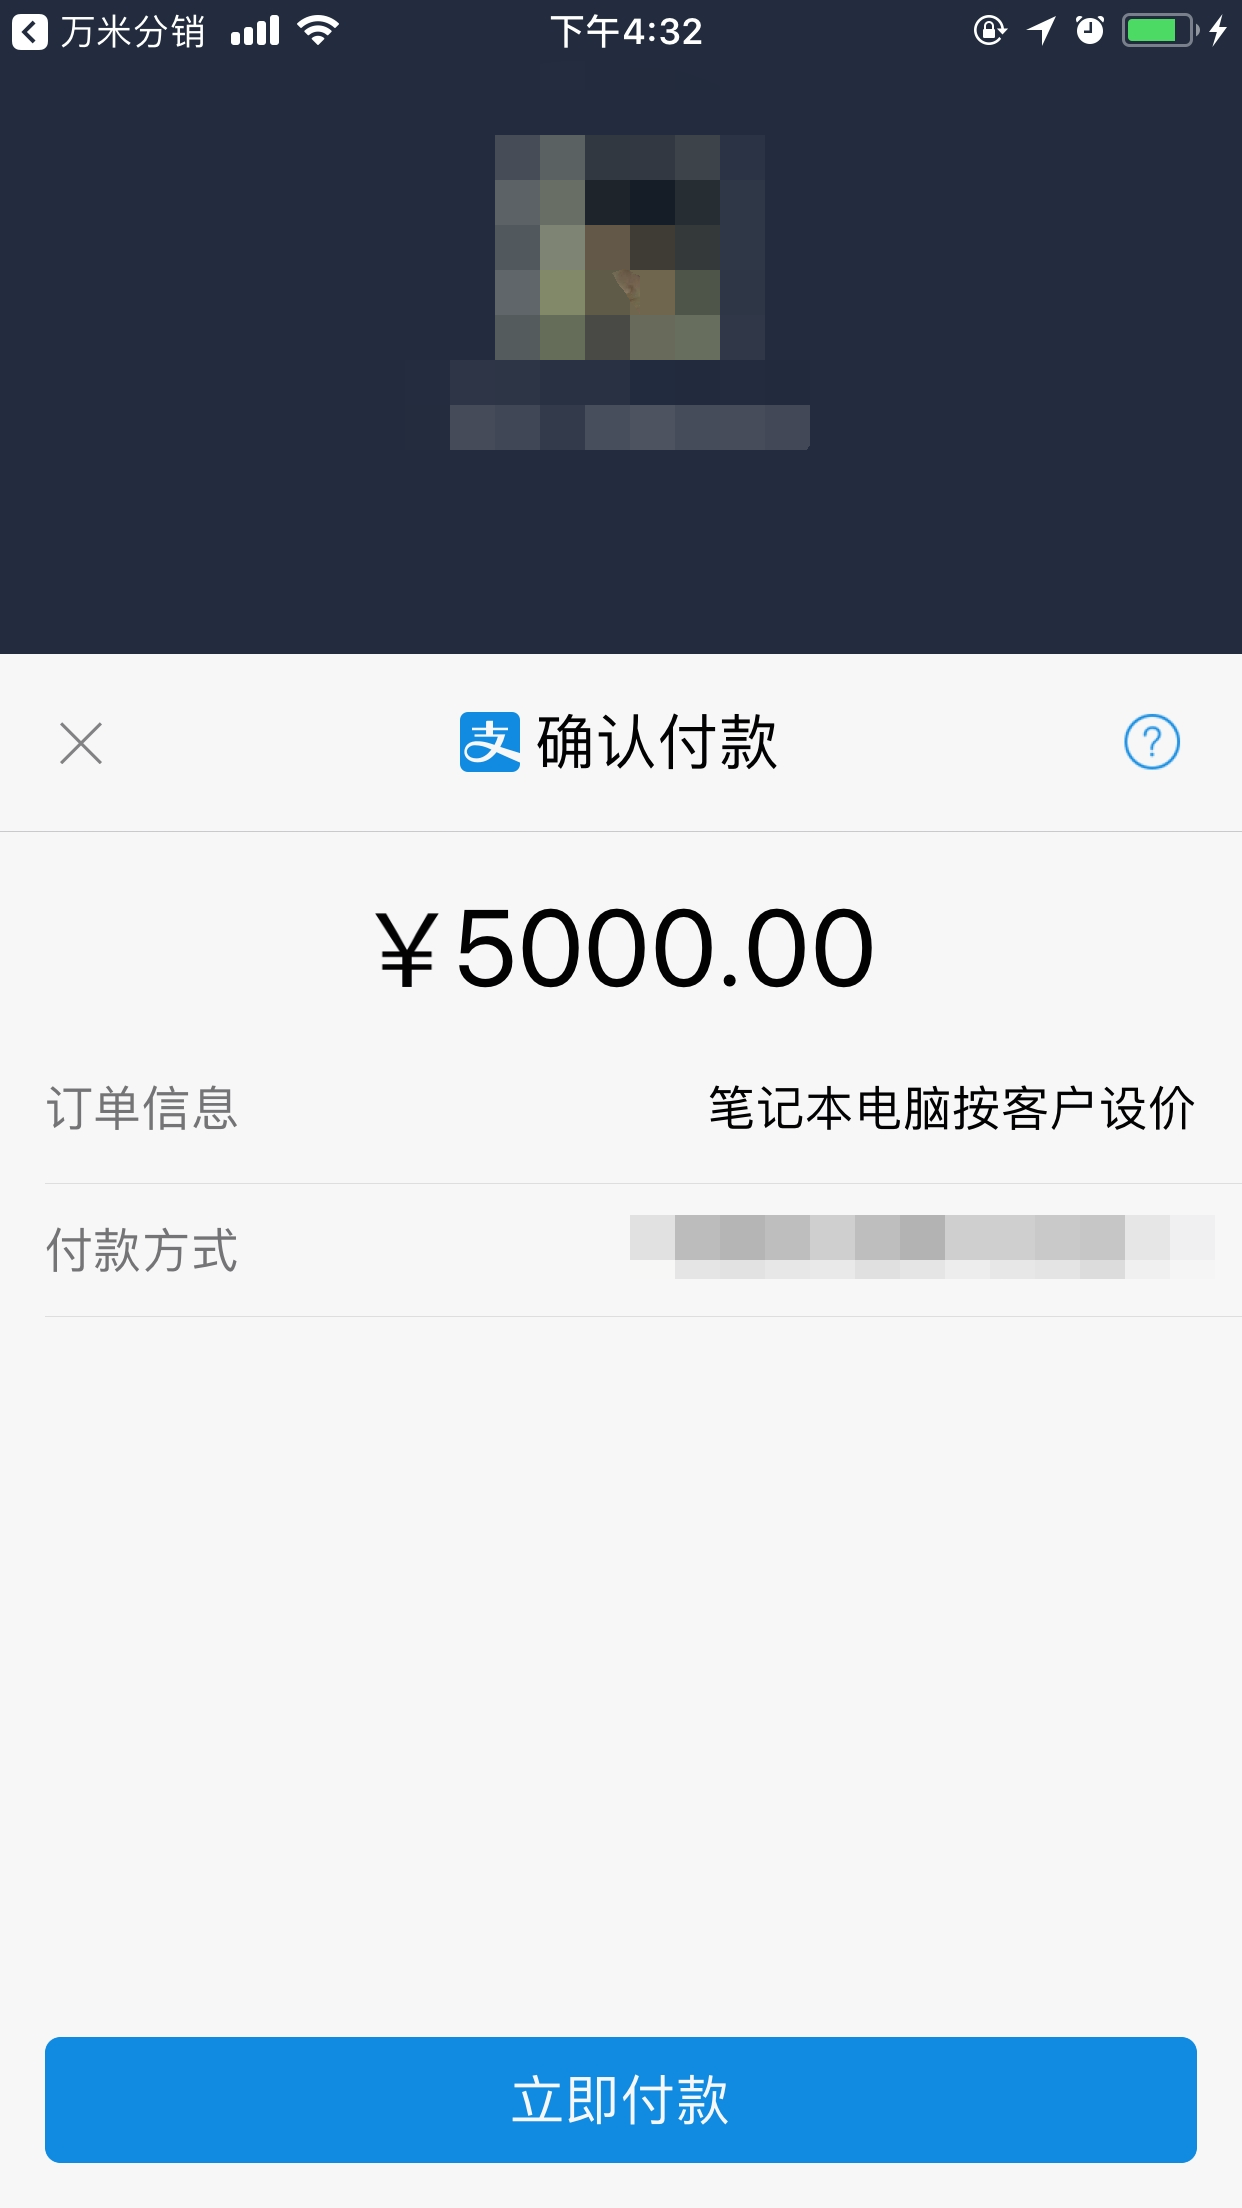 万米分销
下午4:32
支 确认付款
?
¥5000.00
订单信息 笔记本电脑按客户设价
付款方式
立即付款